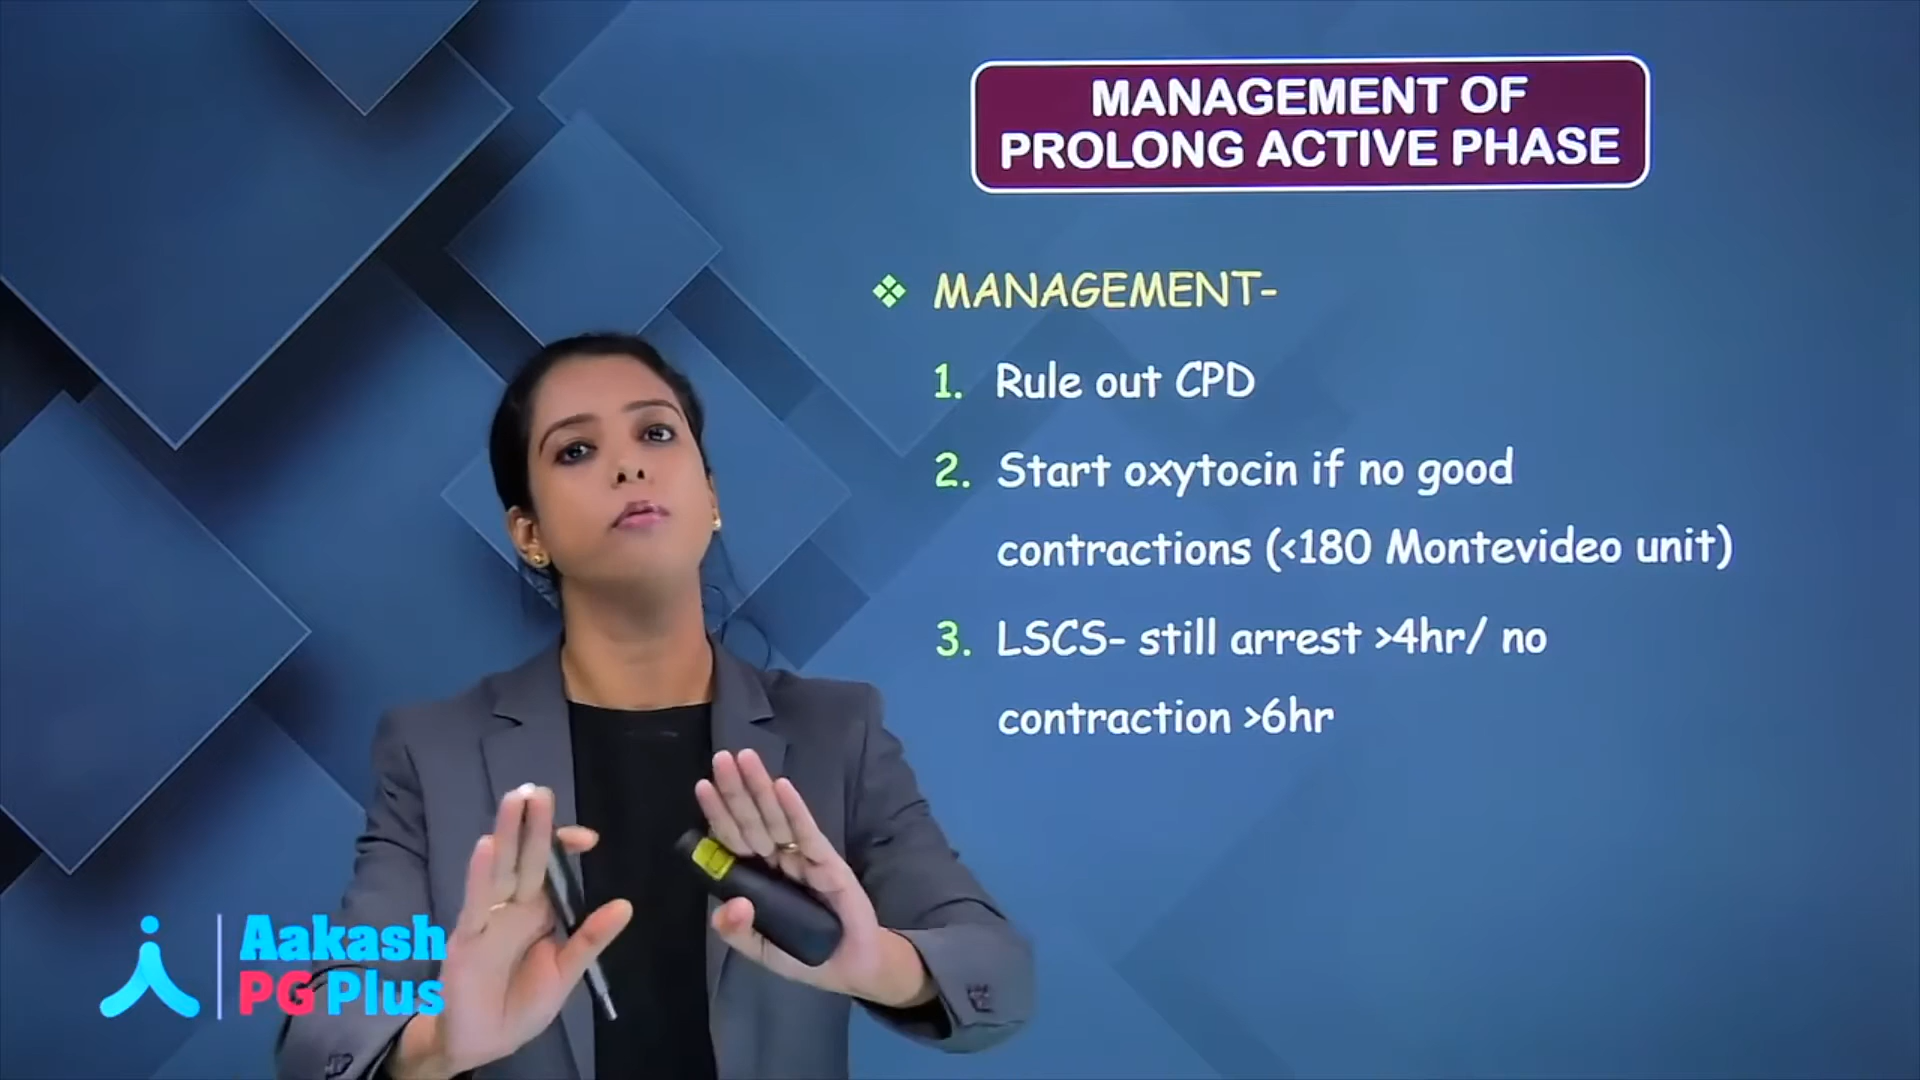 MANAGEMENT OF
PROLONG ACTIVE PHASE
❖ MANAGEMENT-
1. Rule out CPD
2. Start oxytocin if no good
contractions (<180 Montevideo unit)
3. LSCS- still arrest >4hr/ no
contraction >6hr
Aakash
PG Plus